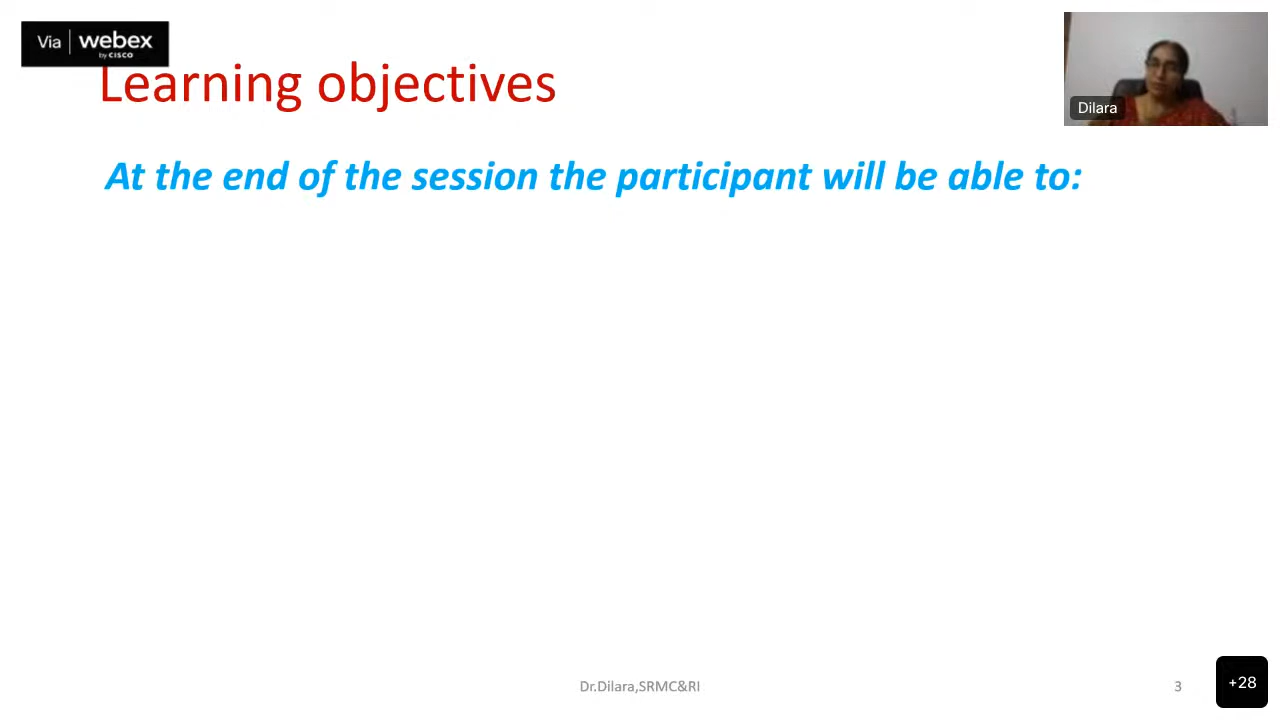 Via webex
by CISCO
Learning objectives
Dilara
At the end of the session the participant will be able to:
Dr.Dilara,SRMC&RI
3
+28